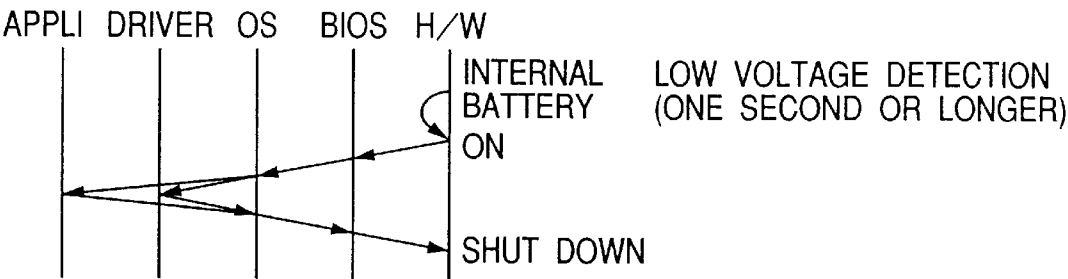 APPLI DRIVER OS BIOS H/W
INTERNAL LOW VOLTAGE DETECTION
BATTERY (ONE SECOND OR LONGER)
ON
SHUT DOWN